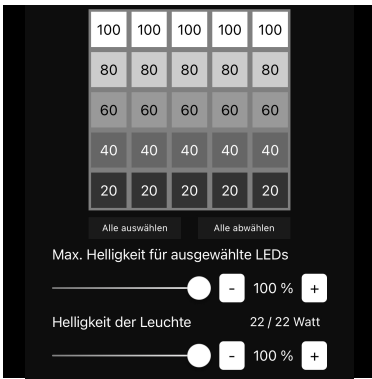 100 100 100 100 100
80 80 80 80 80
60 60 60 60 60
40 40 40 40 40
20 20 20 20 20
Alle auswählen Alle abwählen
Max. Helligkeit für ausgewählte LEDs
- 100 % +
Helligkeit der Leuchte 22 / 22 Watt
- 100 % +